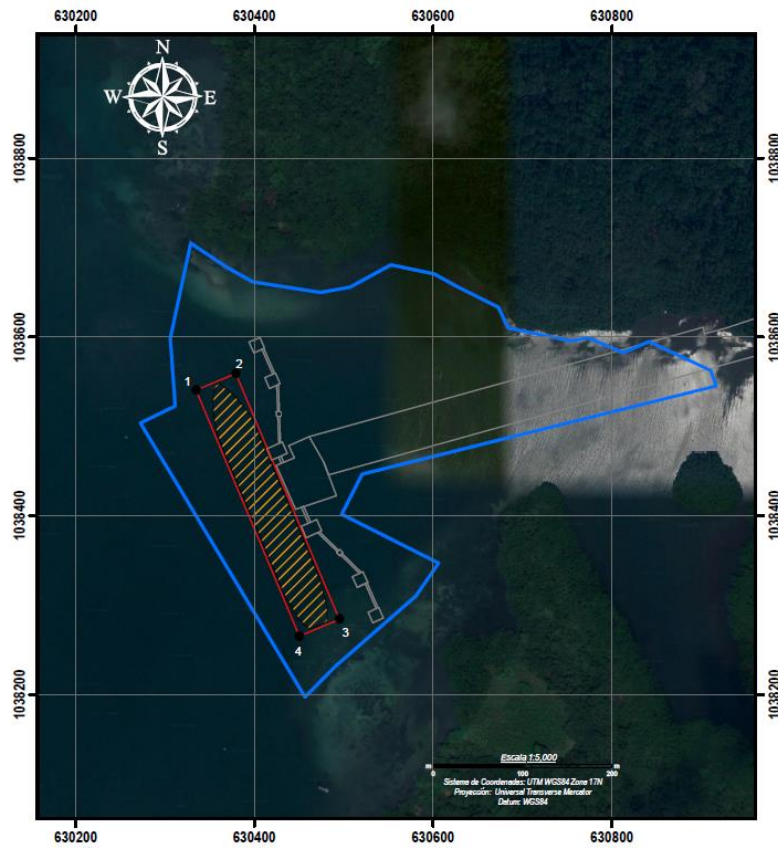 630200 630400 630600 630800
N
W E
S
1038800 1038800
1038600 1038600
1 2
1038400 1038400
3
4
1038200 1038200
Escala 1:5,000
m m
0 100 200
Sistema de Coordenadas: UTM WGS84 Zona 17N
Proyección: Universal Transverse Mercator
Datum: WGS84
630200 630400 630600 630800